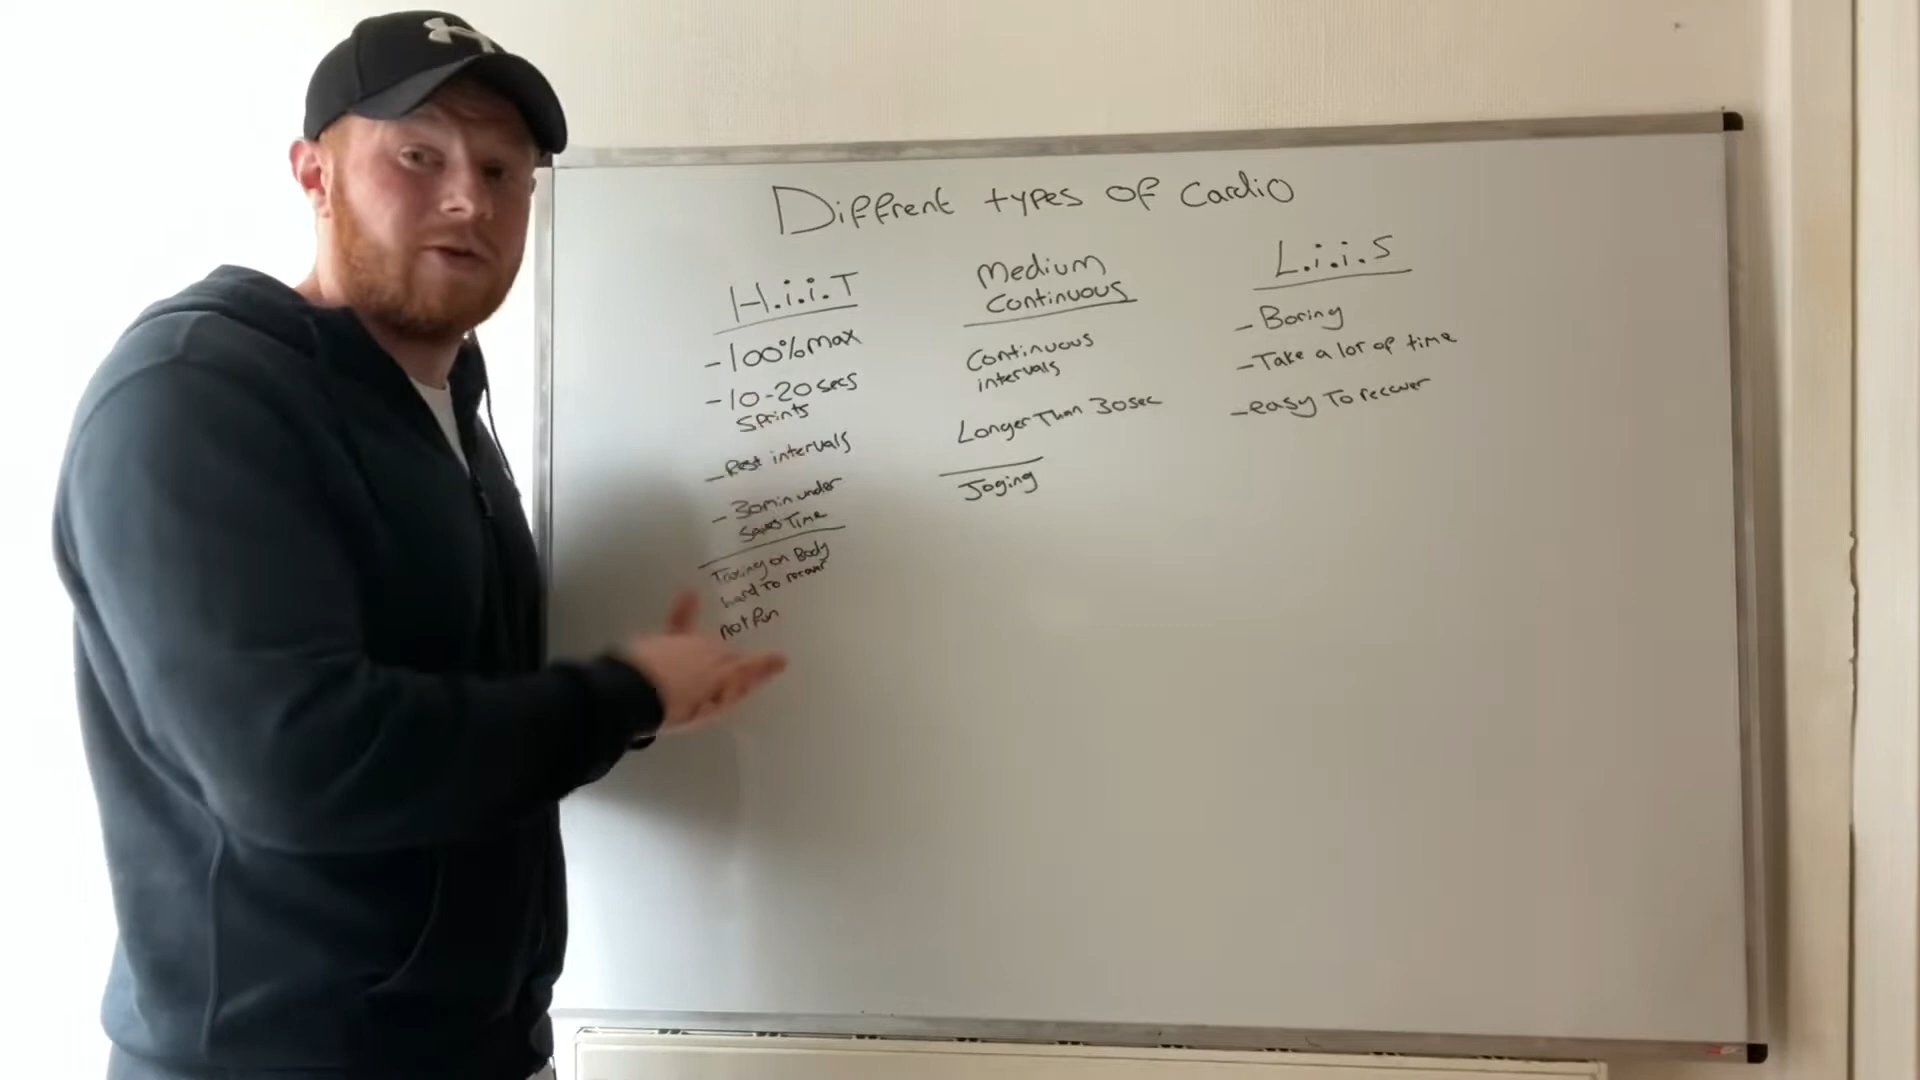 Diffrent types of cardio
H.i.i.T
- 100% max
- 10-20 secs
sprints
- Rest intervals
- 30min under
saves Time
Taxing on Body
hard to recover
not fun
Medium
Continuous
Continuous
intervals
Longer Than 30sec
Joging
L.i.i.S
- Boring
- Take a lot of time
- easy To recover